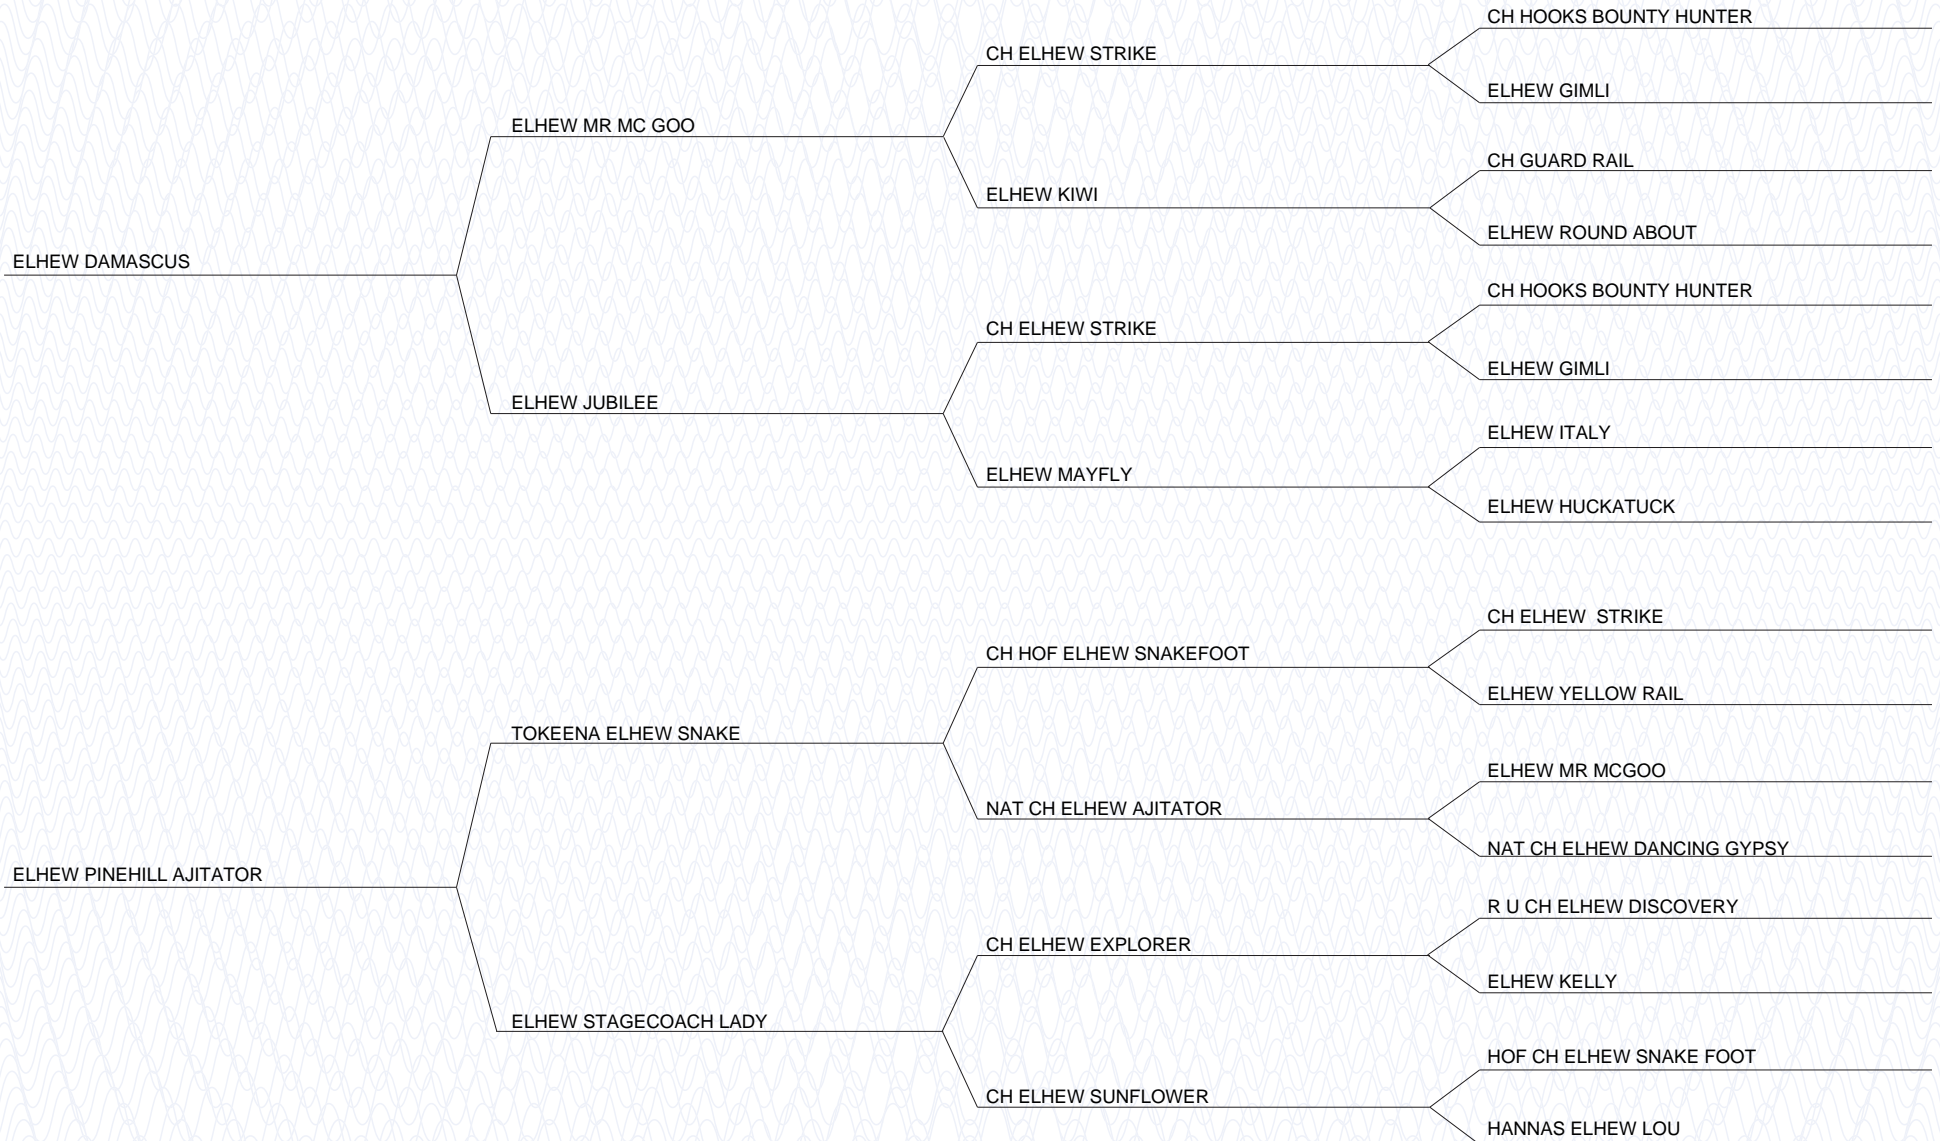 CH HOOKS BOUNTY HUNTER
CH ELHEW STRIKE
ELHEW GIMLI
ELHEW MR MC GOO
CH GUARD RAIL
ELHEW KIWI
ELHEW ROUND ABOUT
ELHEW DAMASCUS
CH HOOKS BOUNTY HUNTER
CH ELHEW STRIKE
ELHEW GIMLI
ELHEW JUBILEE
ELHEW ITALY
ELHEW MAYFLY
ELHEW HUCKATUCK
CH ELHEW  STRIKE
CH HOF ELHEW SNAKEFOOT
ELHEW YELLOW RAIL
TOKEENA ELHEW SNAKE
ELHEW MR MCGOO
NAT CH ELHEW AJITATOR
NAT CH ELHEW DANCING GYPSY
ELHEW PINEHILL AJITATOR
R U CH ELHEW DISCOVERY
CH ELHEW EXPLORER
ELHEW KELLY
ELHEW STAGECOACH LADY
HOF CH ELHEW SNAKE FOOT
CH ELHEW SUNFLOWER
HANNAS ELHEW LOU